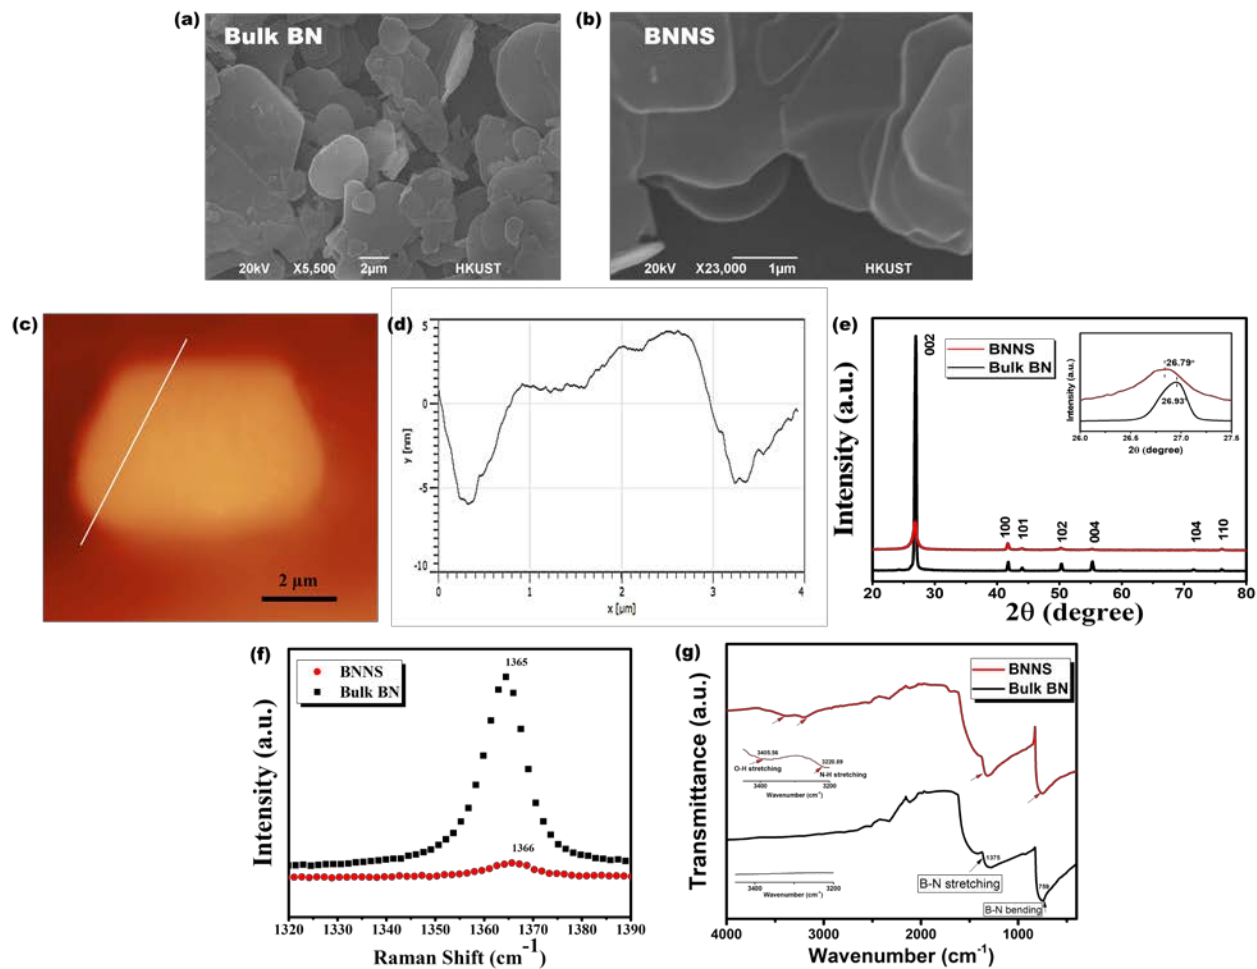 (a)
Bulk BN
20kV X5,500 2μm HKUST
(b)
BNNS
20kV X23,000 1μm HKUST
(c)
2 μm
(d)
5
0
-5
-10
y [nm]
0 1 2 3 4
x [μm]
(e)
BNNS
Bulk BN
002
100
101
102
004
104
110
Intensity (a.u.)
20 30 40 50 60 70 80
2θ (degree)
Intensity (a.u.)
26.79°
26.93°
26.0 26.5 27.0 27.5
2θ (degree)
(f)
BNNS
Bulk BN
1365
1366
Intensity (a.u.)
1320 1330 1340 1350 1360 1370 1380 1390
Raman Shift (cm-1)
(g)
BNNS
Bulk BN
Transmittance (a.u.)
3405.56
O-H stretching
3220.69
N-H stretching
3400 3200
Wavenumber (cm-1)
1375
B-N stretching
759
B-N bending
3400 3200
Wavenumber (cm-1)
4000 3000 2000 1000
Wavenumber (cm-1)